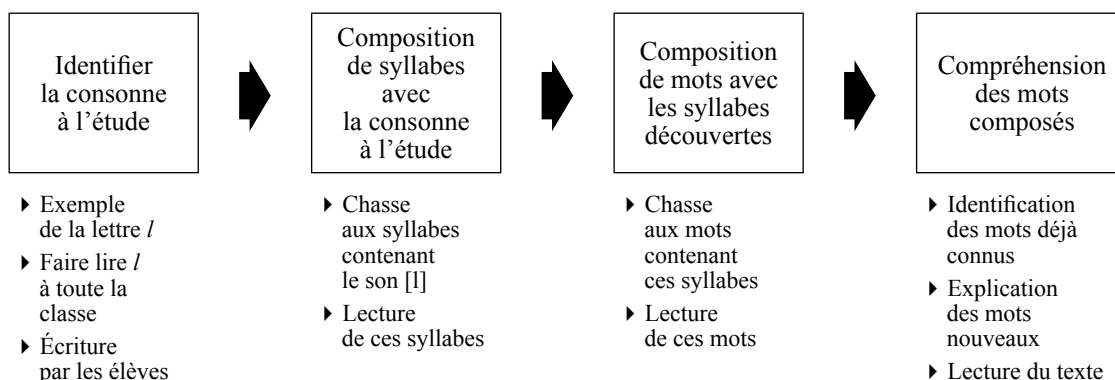 Identifier
la consonne
à l’étude
Composition
de syllabes
avec
la consonne
à l’étude
Composition
de mots avec
les syllabes
découvertes
Compréhension
des mots
composés
Exemple
de la lettre l
Faire lire l
à toute la
classe
Écriture
par les élèves
Chasse
aux syllabes
contenant
le son [l]
Lecture
de ces syllabes
Chasse
aux mots
contenant
ces syllabes
Lecture
de ces mots
Identification
des mots déjà
connus
Explication
des mots
nouveaux
Lecture du texte